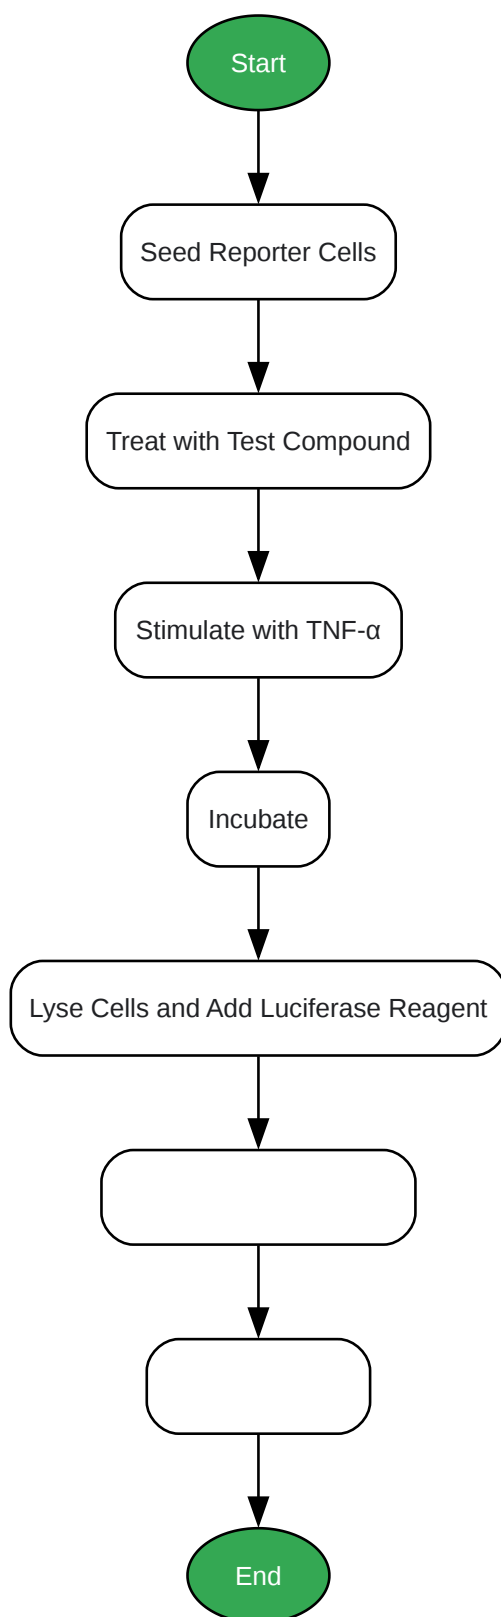 Start
Seed Reporter Cells
Treat with Test Compound
Stimulate with TNF-α
Incubate
Lyse Cells and Add Luciferase Reagent
End